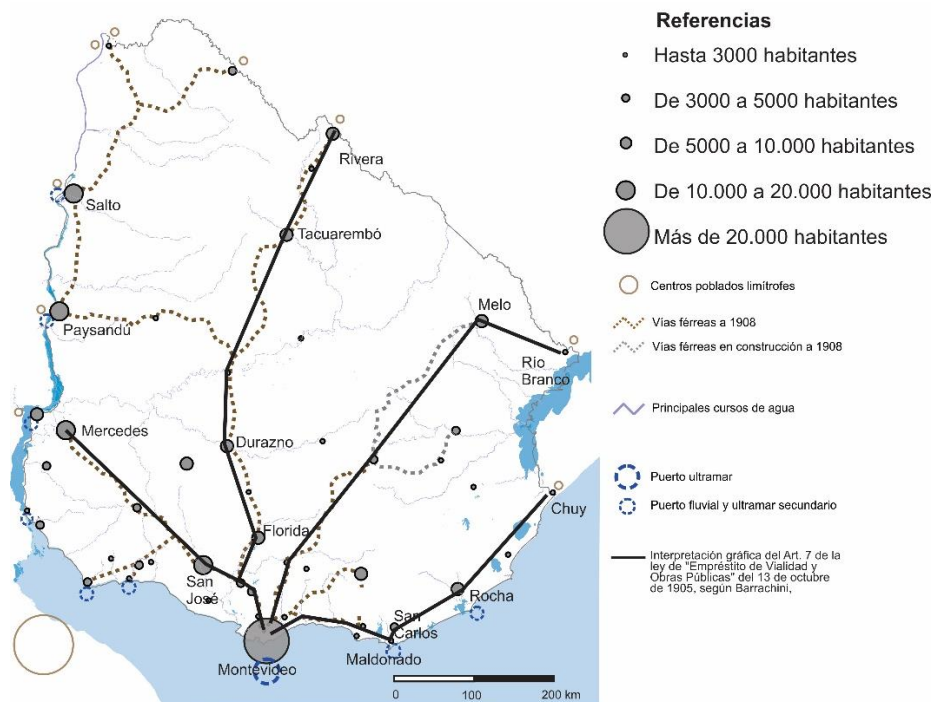 Referencias
Hasta 3000 habitantes
De 3000 a 5000 habitantes
De 5000 a 10.000 habitantes
De 10.000 a 20.000 habitantes
Más de 20.000 habitantes
Centros poblados limítrofes
Vías férreas a 1908
Vías férreas en construcción a 1908
Principales cursos de agua
Puerto ultramar
Puerto fluvial y ultramar secundario
Interpretación gráfica del Art. 7 de la
ley de "Empréstito de Vialidad y
Obras Públicas" del 13 de octubre
de 1905, según Barrachini,
Rivera
Salto
Tacuarembó
Melo
Paysandú
Río
Branco
Mercedes
Durazno
Chuy
Florida
San
José
Rocha
San
Carlos
Maldonado
Montevideo
0 100 200 km